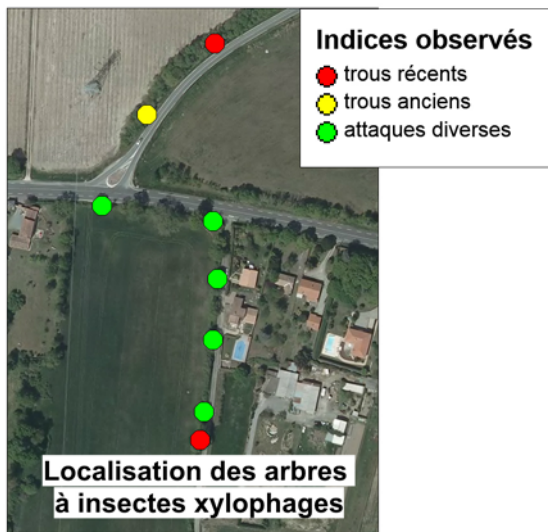 Indices observés
trous récents
trous anciens
attaques diverses
Localisation des arbres
à insectes xylophages